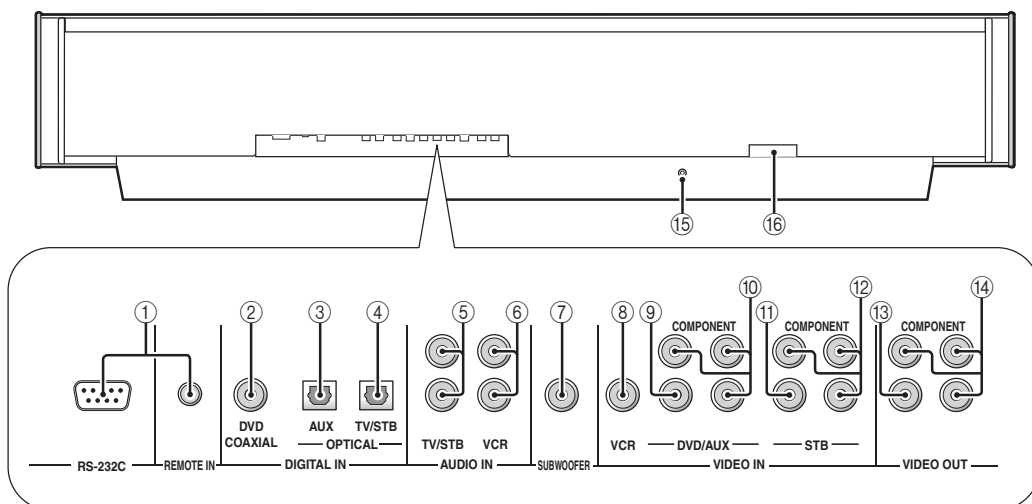 ⑮ ⑯
① ② ③ ④ ⑤ ⑥ ⑦ ⑧ ⑨ ⑩ ⑪ ⑫ ⑬ ⑭
COMPONENT COMPONENT COMPONENT
DVD COAXIAL
AUX TV/STB
OPTICAL
TV/STB VCR
VCR DVD/AUX STB
RS-232C REMOTE IN DIGITAL IN AUDIO IN SUBWOOFER VIDEO IN VIDEO OUT